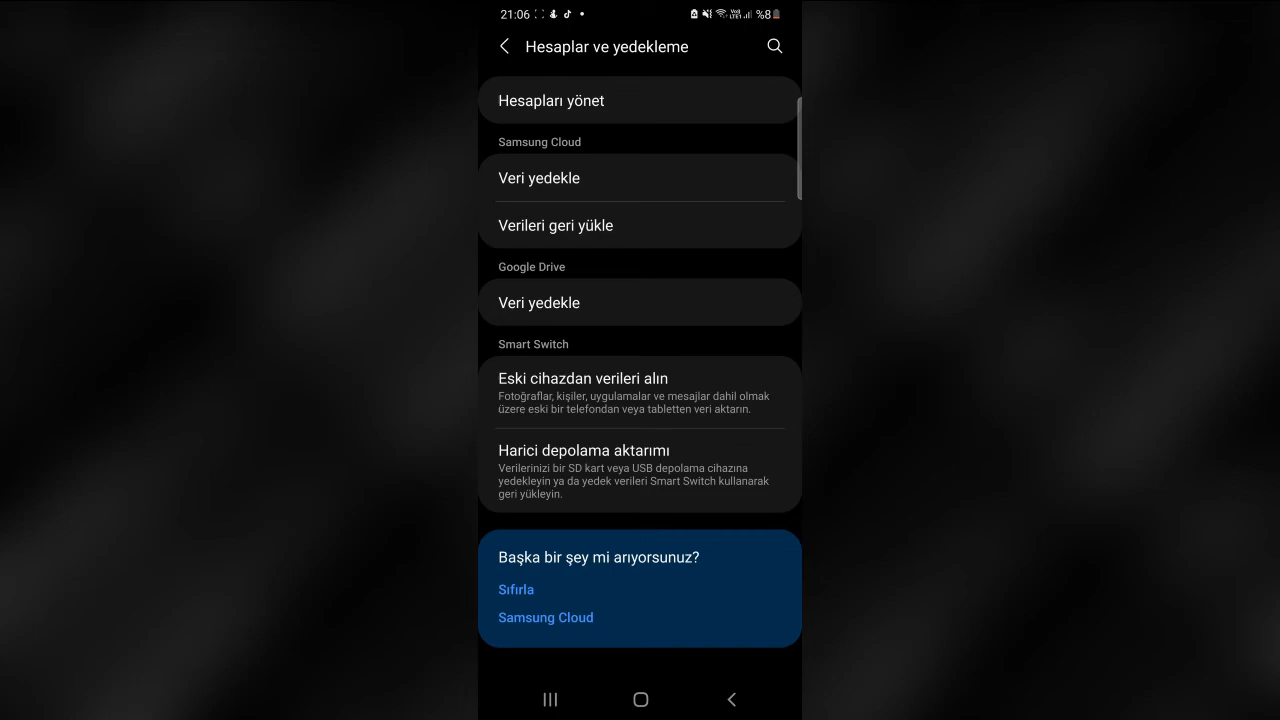 21:06 %8
Hesaplar ve yedekleme
Hesapları yönet
Samsung Cloud
Veri yedekle
Verileri geri yükle
Google Drive
Veri yedekle
Smart Switch
Eski cihazdan verileri alın
Fotoğraflar, kişiler, uygulamalar ve mesajlar dahil olmak
üzere eski bir telefondan veya tabletten veri aktarın.
Harici depolama aktarımı
Verilerinizi bir SD kart veya USB depolama cihazına
yedekleyin ya da yedek verileri Smart Switch kullanarak
geri yükleyin.
Başka bir şey mi arıyorsunuz?
Sıfırla
Samsung Cloud